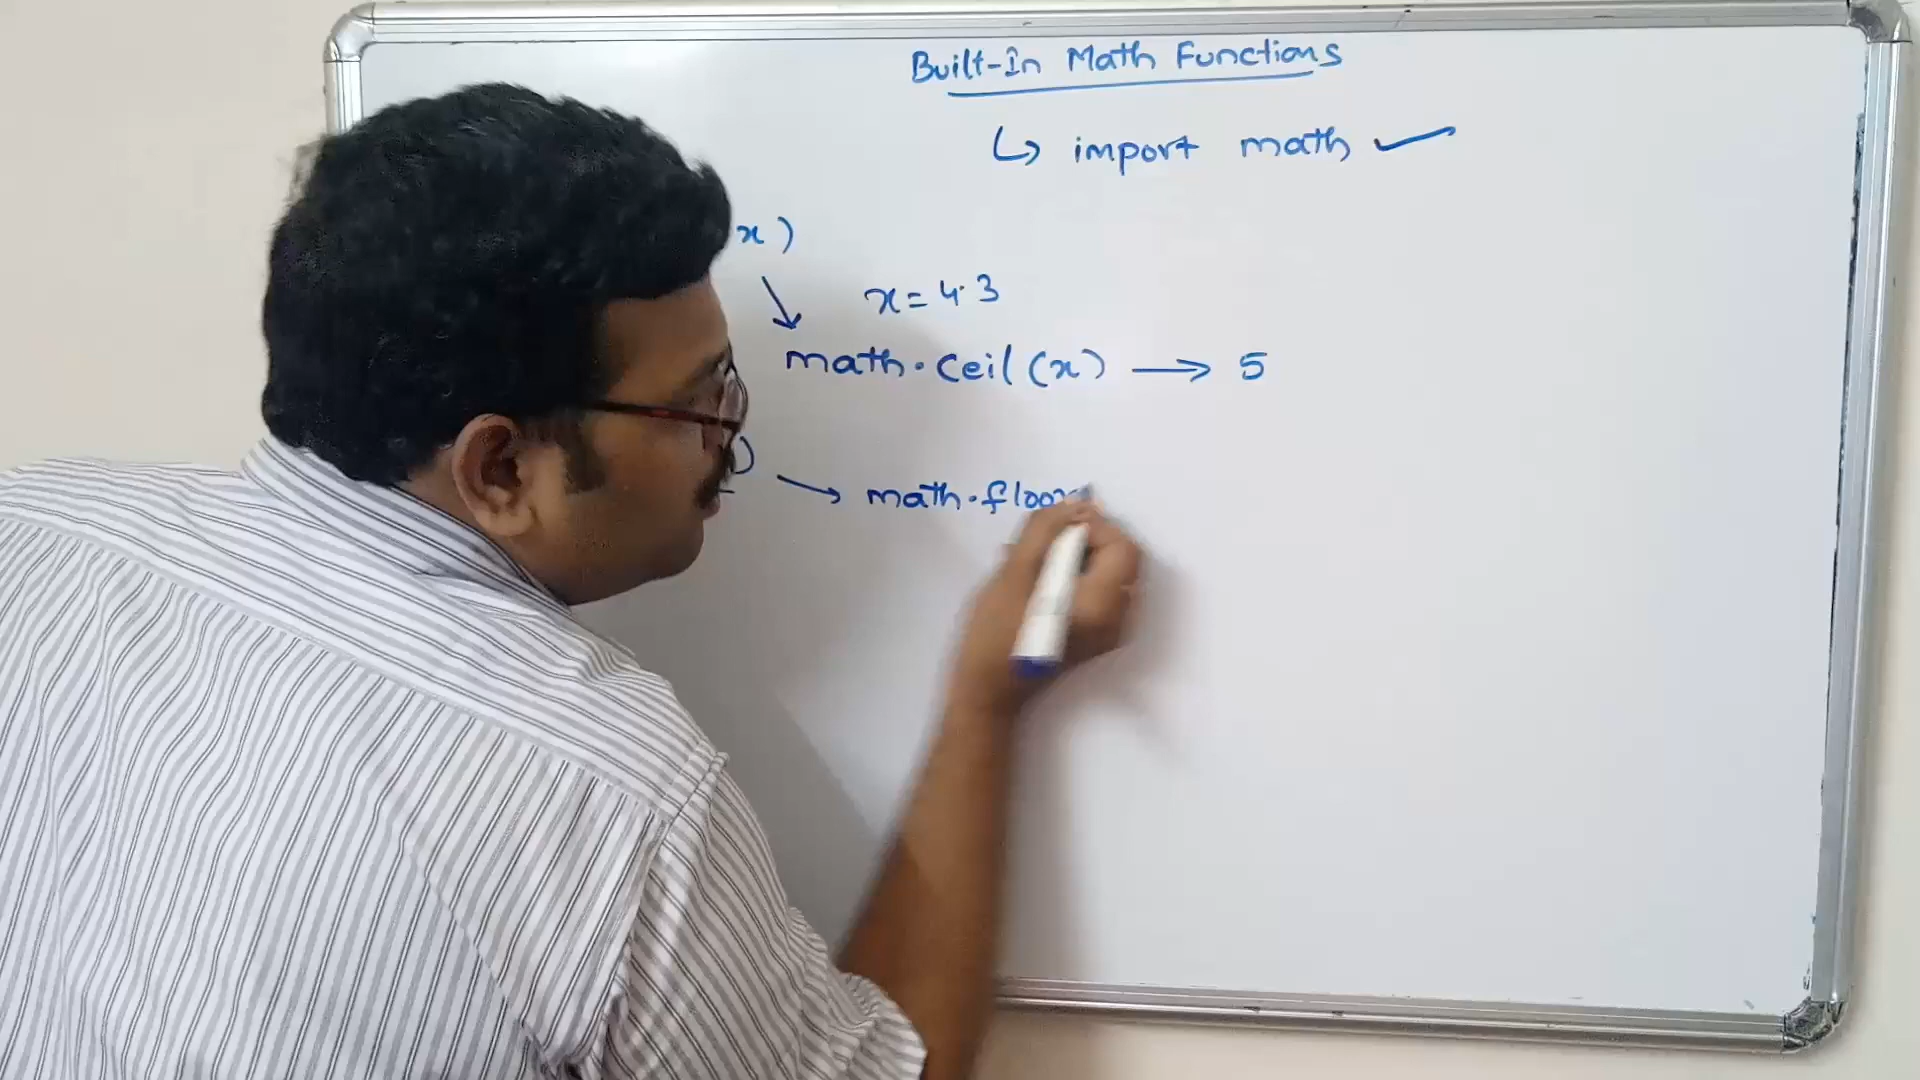 Built-In Math Functions
↳ import math ✓
x)
x = 4.3
math.ceil(x) → 5
) → math.floor